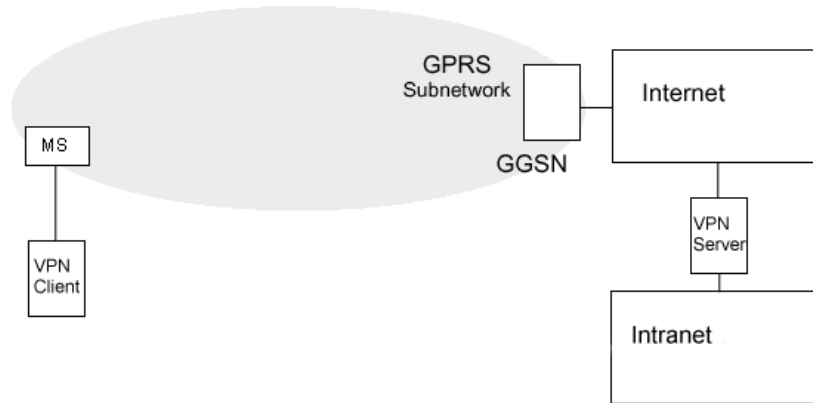 GPRS
Subnetwork
Internet
MS
GGSN
VPN
Server
VPN
Client
Intranet